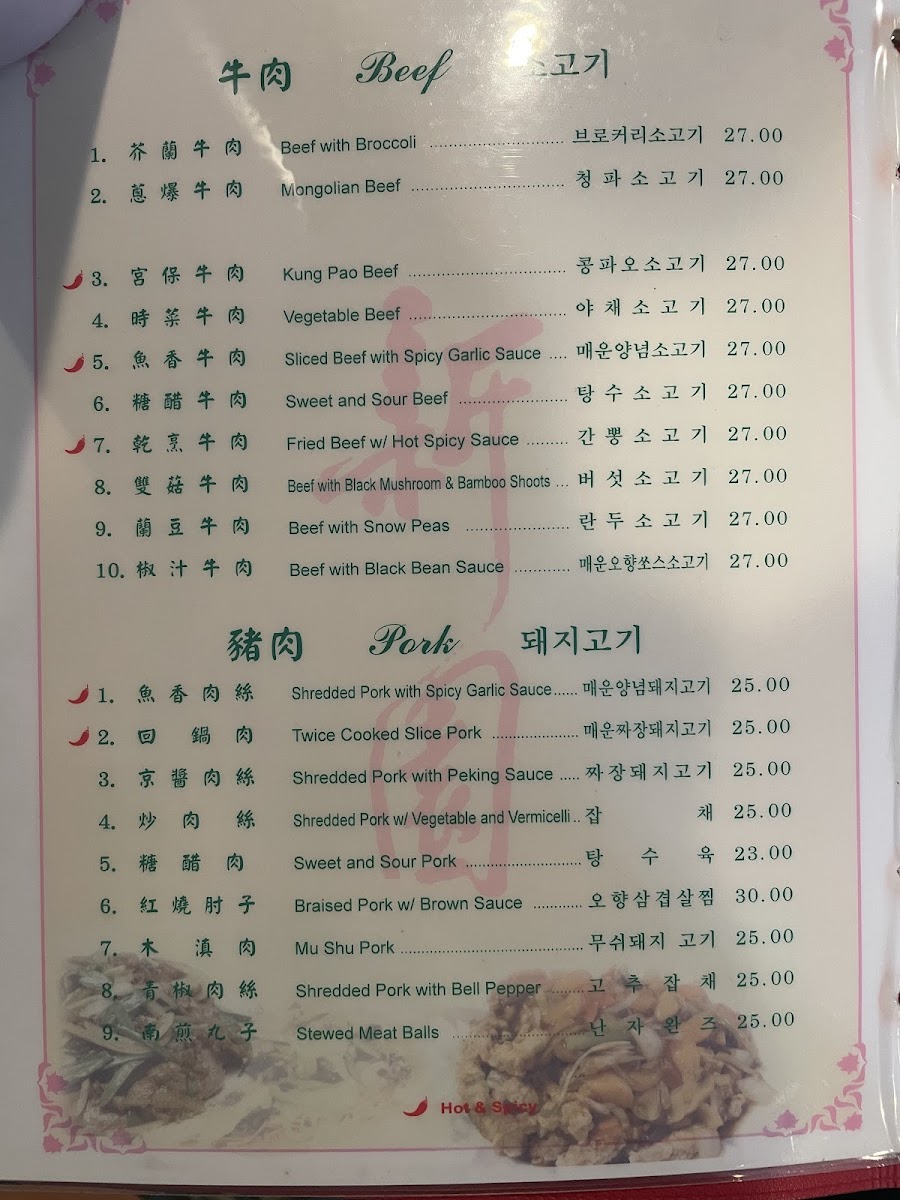 牛肉 Beef 소고기
1. 芥蘭牛肉 Beef with Broccoli ........................ 브로커리소고기 27.00
2. 蔥爆牛肉 Mongolian Beef ........................ 청파소고기 27.00
3. 宮保牛肉 Kung Pao Beef ........................ 콩파오소고기 27.00
4. 時菜牛肉 Vegetable Beef ........................ 야채소고기 27.00
5. 魚香牛肉 Sliced Beef with Spicy Garlic Sauce .... 매운양념소고기 27.00
6. 糖醋牛肉 Sweet and Sour Beef ................ 탕수소고기 27.00
7. 乾烹牛肉 Fried Beef w/ Hot Spicy Sauce ......... 간뽕소고기 27.00
8. 雙菇牛肉 Beef with Black Mushroom & Bamboo Shoots ... 버섯소고기 27.00
9. 蘭豆牛肉 Beef with Snow Peas ................ 란두소고기 27.00
10. 椒汁牛肉 Beef with Black Bean Sauce ............ 매운오향쏘스소고기 27.00
新園
豬肉 Pork 돼지고기
1. 魚香肉絲 Shredded Pork with Spicy Garlic Sauce ...... 매운양념돼지고기 25.00
2. 回鍋肉 Twice Cooked Slice Pork .................. 매운짜장돼지고기 25.00
3. 京醬肉絲 Shredded Pork with Peking Sauce ..... 짜장돼지고기 25.00
4. 炒肉絲 Shredded Pork w/ Vegetable and Vermicelli .. 잡채 25.00
5. 糖醋肉 Sweet and Sour Pork ........................ 탕수육 23.00
6. 紅燒肘子 Braised Pork w/ Brown Sauce ............ 오향삼겹살찜 30.00
7. 木滇肉 Mu Shu Pork ........................ 무쉬돼지 고기 25.00
8. 青椒肉絲 Shredded Pork with Bell Pepper ......... 고추잡채 25.00
9. 南煎丸子 Stewed Meat Balls ........................ 난자완즈 25.00
Hot & Spicy